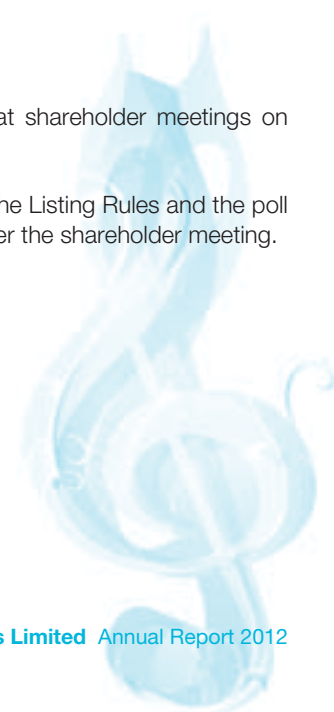 at shareholder meetings on
he Listing Rules and the poll
er the shareholder meeting.
s Limited Annual Report 2012